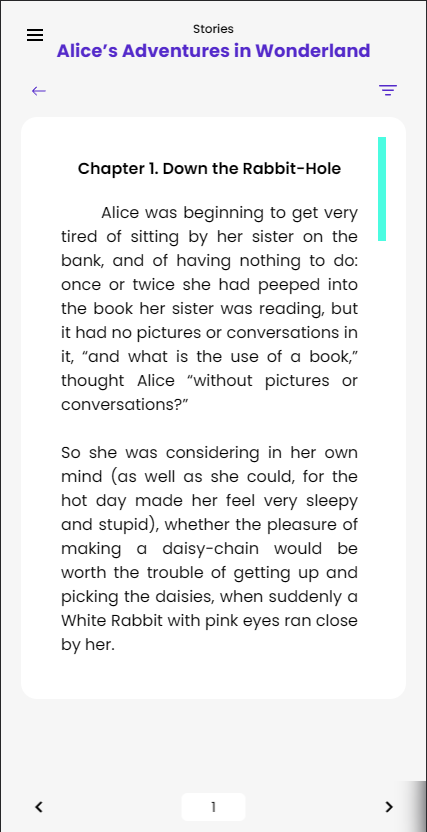 Stories
Alice’s Adventures in Wonderland
Chapter 1. Down the Rabbit-Hole
Alice was beginning to get very
tired of sitting by her sister on the
bank, and of having nothing to do:
once or twice she had peeped into
the book her sister was reading, but
it had no pictures or conversations in
it, “and what is the use of a book,”
thought Alice “without pictures or
conversations?”
So she was considering in her own
mind (as well as she could, for the
hot day made her feel very sleepy
and stupid), whether the pleasure of
making a daisy-chain would be
worth the trouble of getting up and
picking the daisies, when suddenly a
White Rabbit with pink eyes ran close
by her.
1